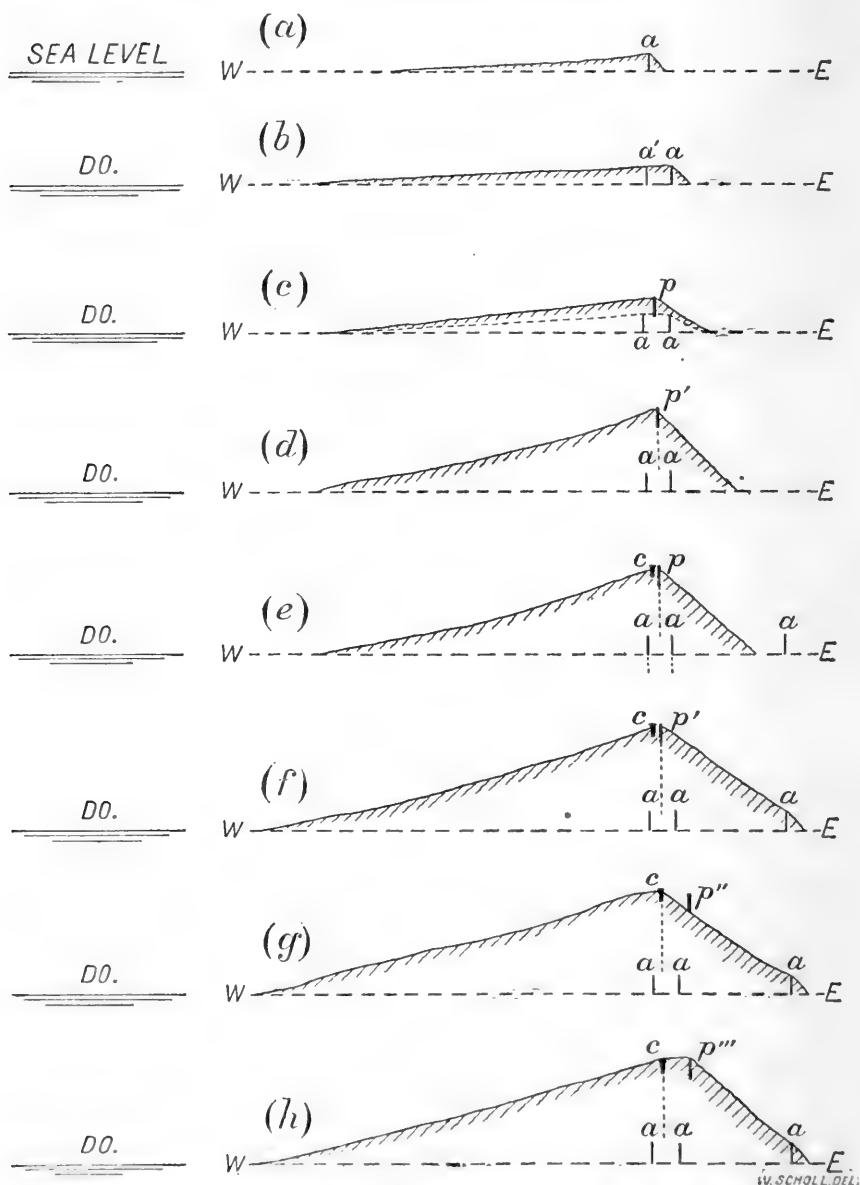 (a)
SEA LEVEL W a E
(b)
DO. W a' a E
(c)
DO. W p a a E
(d)
DO. W p' a a E
(e)
DO. W c p a a a E
(f)
DO. W c p' a a a E
(g)
DO. W c p'' a a a E
(h)
DO. W c p''' a a a E
W. SCHOLL. DEL.